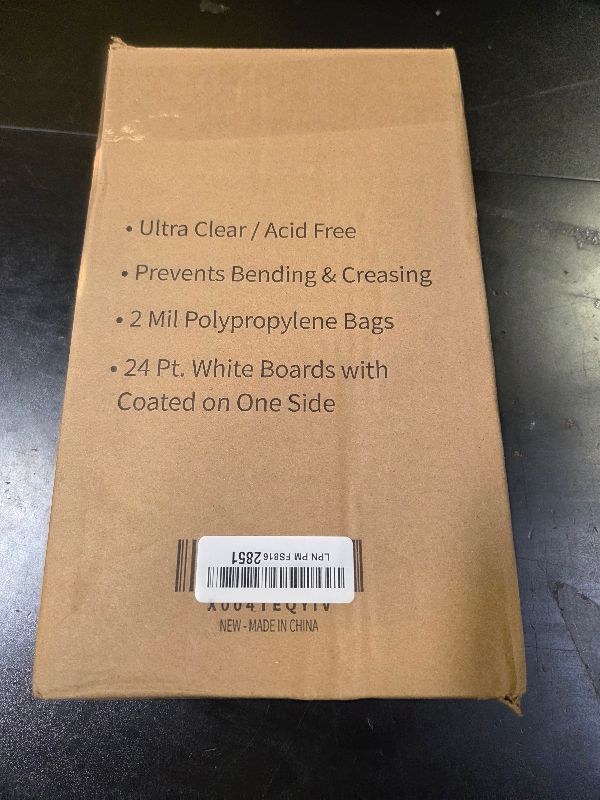 • Ultra Clear / Acid Free
• Prevents Bending & Creasing
• 2 Mil Polypropylene Bags
• 24 Pt. White Boards with
Coated on One Side
LPN PM FS816 2851
NEW - MADE IN CHINA